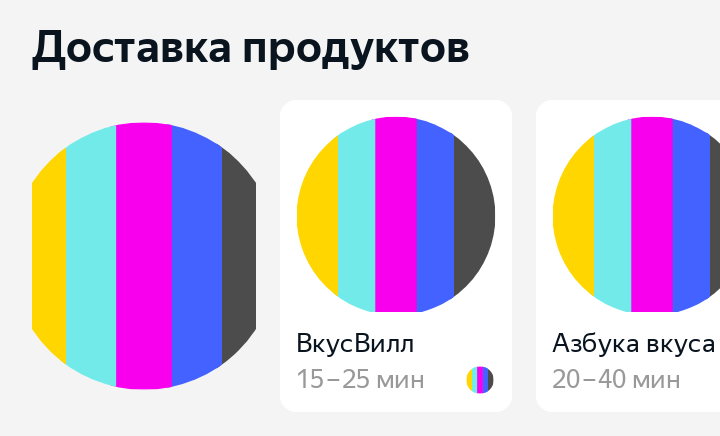 Доставка продуктов
ВкусВилл
15–25 мин
Азбука вкуса
20–40 мин